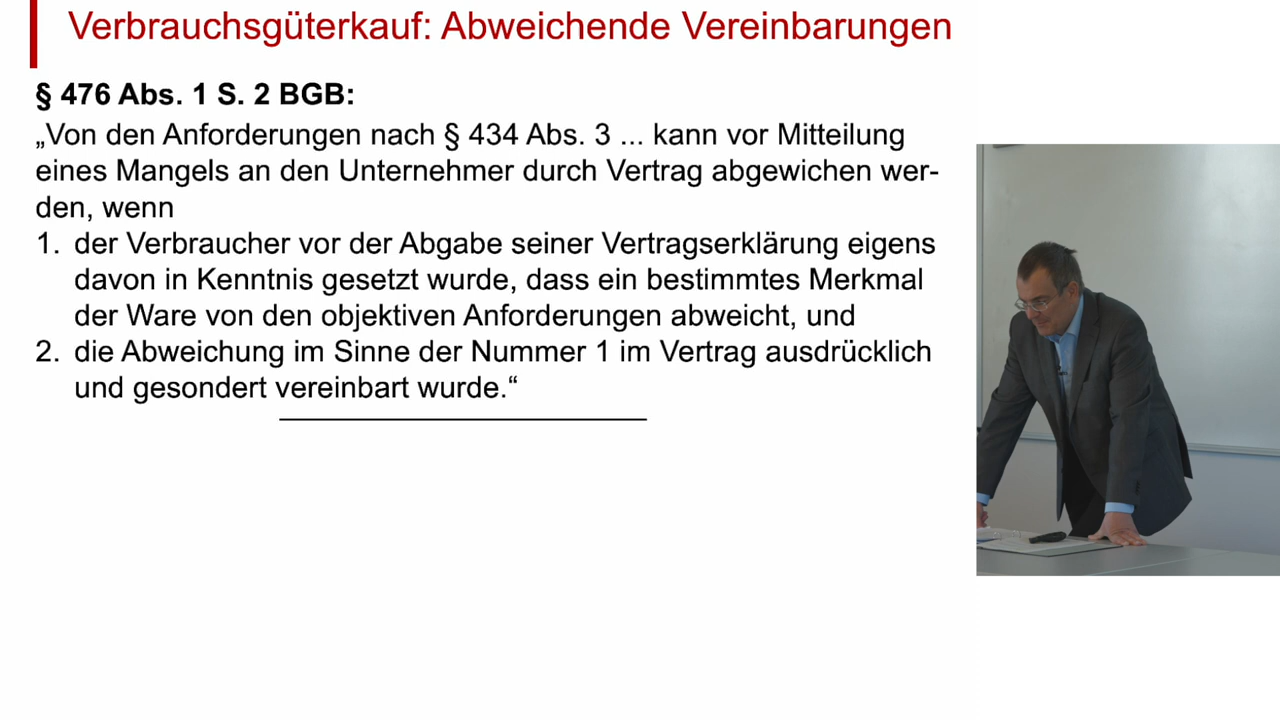 Verbrauchsgüterkauf: Abweichende Vereinbarungen
§ 476 Abs. 1 S. 2 BGB:
„Von den Anforderungen nach § 434 Abs. 3 ... kann vor Mitteilung
eines Mangels an den Unternehmer durch Vertrag abgewichen wer-
den, wenn
1. der Verbraucher vor der Abgabe seiner Vertragserklärung eigens
davon in Kenntnis gesetzt wurde, dass ein bestimmtes Merkmal
der Ware von den objektiven Anforderungen abweicht, und
2. die Abweichung im Sinne der Nummer 1 im Vertrag ausdrücklich
und gesondert vereinbart wurde.“